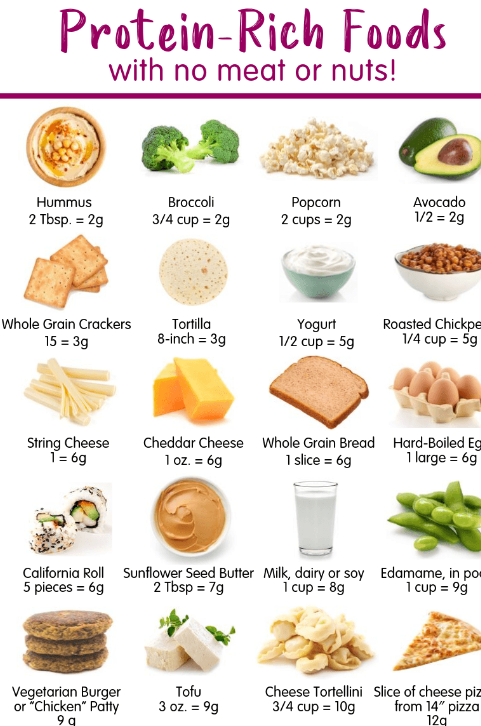 Protein-Rich Foods
with no meat or nuts!
Hummus
2 Tbsp. = 2g
Broccoli
3/4 cup = 2g
Popcorn
2 cups = 2g
Avocado
1/2 = 2g
Whole Grain Crackers
15 = 3g
Tortilla
8-inch = 3g
Yogurt
1/2 cup = 5g
Roasted Chickpe
1/4 cup = 5g
String Cheese
1 = 6g
Cheddar Cheese
1 oz. = 6g
Whole Grain Bread
1 slice = 6g
Hard-Boiled Eg
1 large = 6g
California Roll
5 pieces = 6g
Sunflower Seed Butter
2 Tbsp = 7g
Milk, dairy or soy
1 cup = 8g
Edamame, in po
1 cup = 9g
Vegetarian Burger
or "Chicken" Patty
9 g
Tofu
3 oz. = 9g
Cheese Tortellini
3/4 cup = 10g
Slice of cheese piz
from 14" pizza
12g